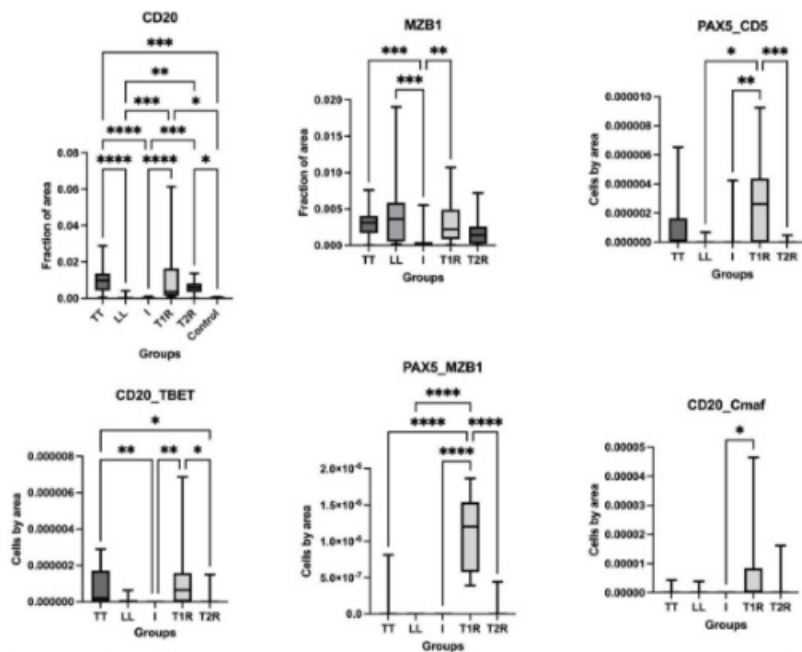 CD20
***
**
*** *
**** ***
**** **** *
Fraction of area
0.08
0.06
0.04
0.02
0.00
TT LL I T1R T2R Control
Groups
MZB1
*** **
***
Fraction of area
0.020
0.015
0.010
0.005
0.000
TT LL I T1R T2R
Groups
PAX5_CD5
* ***
**
Cells by area
0.000010
0.000008
0.000006
0.000004
0.000002
0.000000
TT LL I T1R T2R
Groups
CD20_TBET
*
** ** *
Cells by area
0.000008
0.000006
0.000004
0.000002
0.000000
TT LL I T1R T2R
Groups
PAX5_MZB1
****
**** ****
****
Cells by area
2.0×10⁻⁶
1.5×10⁻⁶
1.0×10⁻⁶
5.0×10⁻⁷
0.0
TT LL I T1R T2R
Groups
CD20_Cmaf
*
Cells by area
0.00005
0.00004
0.00003
0.00002
0.00001
0.00000
TT LL I T1R T2R
Groups